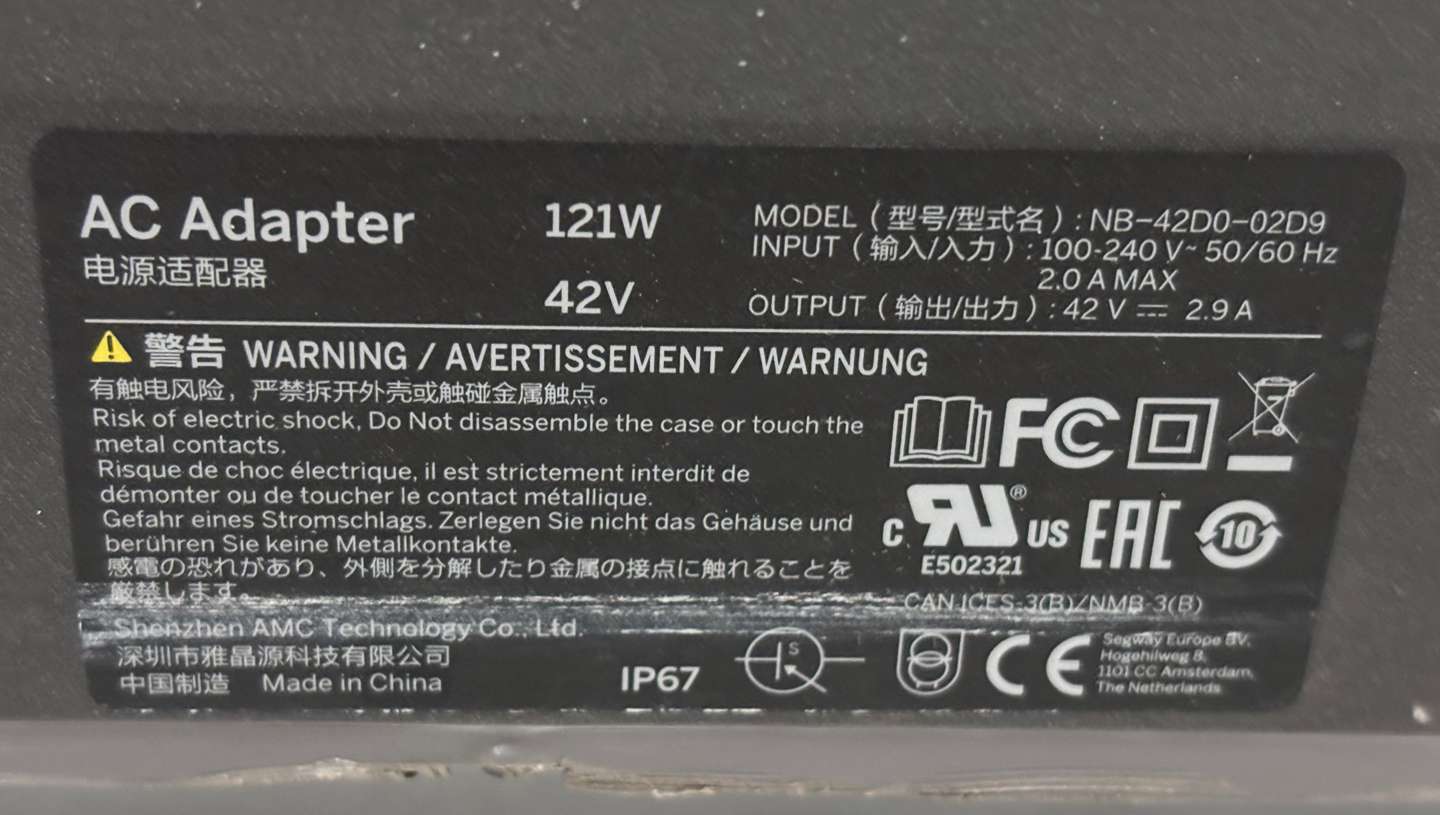 AC Adapter
电源适配器
121W
42V
MODEL（型号/型式名）: NB-42D0-02D9
INPUT（输入/入力）: 100-240 V~ 50/60 Hz
2.0 A MAX
OUTPUT（输出/出力）: 42 V ⎓ 2.9 A
警告 WARNING / AVERTISSEMENT / WARNUNG
有触电风险，严禁拆开外壳或触碰金属触点。
Risk of electric shock, Do Not disassemble the case or touch the
metal contacts.
Risque de choc électrique, il est strictement interdit de
démonter ou de toucher le contact métallique.
Gefahr eines Stromschlags. Zerlegen Sie nicht das Gehäuse und
berühren Sie keine Metallkontakte.
感電の恐れがあり、外側を分解したり金属の接点に触れることを
厳禁します。
Shenzhen AMC Technology Co., Ltd.
深圳市雅晶源科技有限公司
中国制造 Made in China
IP67
FC
C RU ® US
E502321
EAC
10
CAN ICES-3(B)/NMB-3(B)
S
CE
Segway Europe BV.
Hogehilweg 8,
1101 CC Amsterdam,
The Netherlands